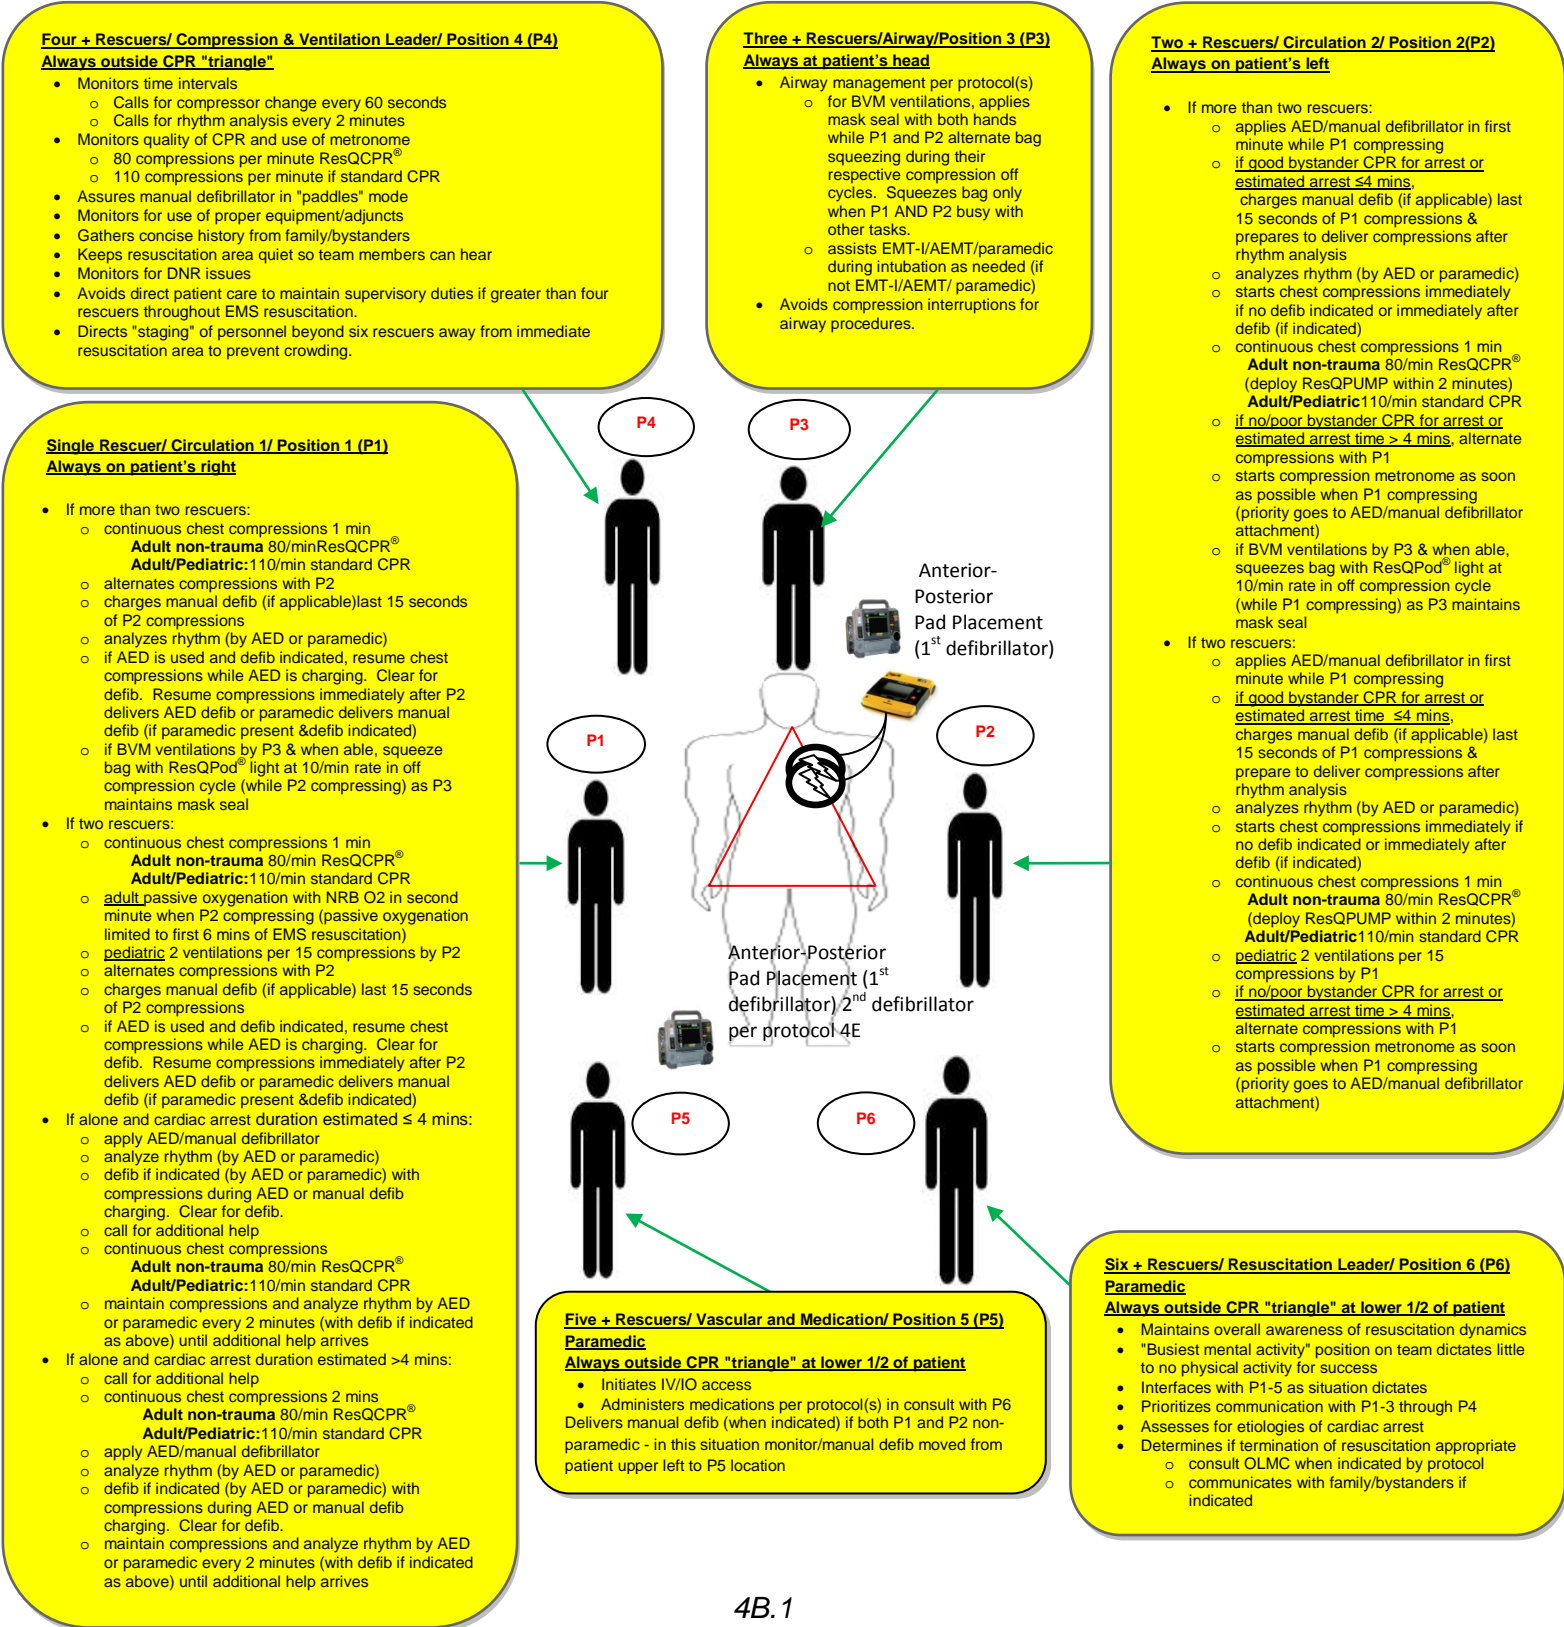 Four + Rescuers/ Compression & Ventilation Leader/ Position 4 (P4)
Always outside CPR "triangle"
• Monitors time intervals
o Calls for compressor change every 60 seconds
o Calls for rhythm analysis every 2 minutes
• Monitors quality of CPR and use of metronome
o 80 compressions per minute ResQCPR®
o 110 compressions per minute if standard CPR
• Assures manual defibrillator in "paddles" mode
• Monitors for use of proper equipment/adjuncts
• Gathers concise history from family/bystanders
• Keeps resuscitation area quiet so team members can hear
• Monitors for DNR issues
• Avoids direct patient care to maintain supervisory duties if greater than four
rescuers throughout EMS resuscitation.
• Directs "staging" of personnel beyond six rescuers away from immediate
resuscitation area to prevent crowding.
Three + Rescuers/Airway/Position 3 (P3)
Always at patient's head
• Airway management per protocol(s)
o for BVM ventilations, applies
mask seal with both hands
while P1 and P2 alternate bag
squeezing during their
respective compression off
cycles. Squeezes bag only
when P1 AND P2 busy with
other tasks.
o assists EMT-I/AEMT/paramedic
during intubation as needed (if
not EMT-I/AEMT/ paramedic)
• Avoids compression interruptions for
airway procedures.
Two + Rescuers/ Circulation 2/ Position 2(P2)
Always on patient's left
• If more than two rescuers:
o applies AED/manual defibrillator in first
minute while P1 compressing
o if good bystander CPR for arrest or
estimated arrest ≤4 mins,
charges manual defib (if applicable) last
15 seconds of P1 compressions &
prepares to deliver compressions after
rhythm analysis
o analyzes rhythm (by AED or paramedic)
o starts chest compressions immediately
if no defib indicated or immediately after
defib (if indicated)
o continuous chest compressions 1 min
Adult non-trauma 80/min ResQCPR®
(deploy ResQPUMP within 2 minutes)
Adult/Pediatric110/min standard CPR
o if no/poor bystander CPR for arrest or
estimated arrest time > 4 mins, alternate
compressions with P1
o starts compression metronome as soon
as possible when P1 compressing
(priority goes to AED/manual defibrillator
attachment)
o if BVM ventilations by P3 & when able,
squeezes bag with ResQPod® light at
10/min rate in off compression cycle
(while P1 compressing) as P3 maintains
mask seal
• If two rescuers:
o applies AED/manual defibrillator in first
minute while P1 compressing
o if good bystander CPR for arrest or
estimated arrest time ≤4 mins,
charges manual defib (if applicable) last
15 seconds of P1 compressions &
prepare to deliver compressions after
rhythm analysis
o analyzes rhythm (by AED or paramedic)
o starts chest compressions immediately if
no defib indicated or immediately after
defib (if indicated)
o continuous chest compressions 1 min
Adult non-trauma 80/min ResQCPR®
(deploy ResQPUMP within 2 minutes)
Adult/Pediatric110/min standard CPR
o pediatric 2 ventilations per 15
compressions by P1
o if no/poor bystander CPR for arrest or
estimated arrest time > 4 mins,
alternate compressions with P1
o starts compression metronome as soon
as possible when P1 compressing
(priority goes to AED/manual defibrillator
attachment)
Single Rescuer/ Circulation 1/ Position 1 (P1)
Always on patient's right
• If more than two rescuers:
o continuous chest compressions 1 min
Adult non-trauma 80/minResQCPR®
Adult/Pediatric:110/min standard CPR
o alternates compressions with P2
o charges manual defib (if applicable)last 15 seconds
of P2 compressions
o analyzes rhythm (by AED or paramedic)
o if AED is used and defib indicated, resume chest
compressions while AED is charging. Clear for
defib. Resume compressions immediately after P2
delivers AED defib or paramedic delivers manual
defib (if paramedic present &defib indicated)
o if BVM ventilations by P3 & when able, squeeze
bag with ResQPod® light at 10/min rate in off
compression cycle (while P2 compressing) as P3
maintains mask seal
• If two rescuers:
o continuous chest compressions 1 min
Adult non-trauma 80/min ResQCPR®
Adult/Pediatric:110/min standard CPR
o adult passive oxygenation with NRB O2 in second
minute when P2 compressing (passive oxygenation
limited to first 6 mins of EMS resuscitation)
o pediatric 2 ventilations per 15 compressions by P2
o alternates compressions with P2
o charges manual defib (if applicable) last 15 seconds
of P2 compressions
o if AED is used and defib indicated, resume chest
compressions while AED is charging. Clear for
defib. Resume compressions immediately after P2
delivers AED defib or paramedic delivers manual
defib (if paramedic present &defib indicated)
• If alone and cardiac arrest duration estimated ≤ 4 mins:
o apply AED/manual defibrillator
o analyze rhythm (by AED or paramedic)
o defib if indicated (by AED or paramedic) with
compressions during AED or manual defib
charging. Clear for defib.
o call for additional help
o continuous chest compressions
Adult non-trauma 80/min ResQCPR®
Adult/Pediatric:110/min standard CPR
o maintain compressions and analyze rhythm by AED
or paramedic every 2 minutes (with defib if indicated
as above) until additional help arrives
• If alone and cardiac arrest duration estimated >4 mins:
o call for additional help
o continuous chest compressions 2 mins
Adult non-trauma 80/min ResQCPR®
Adult/Pediatric:110/min standard CPR
o apply AED/manual defibrillator
o analyze rhythm (by AED or paramedic)
o defib if indicated (by AED or paramedic) with
compressions during AED or manual defib
charging. Clear for defib.
o maintain compressions and analyze rhythm by AED
or paramedic every 2 minutes (with defib if indicated
as above) until additional help arrives
P4
P3
Anterior-
Posterior
Pad Placement
(1st defibrillator)
P1
P2
Anterior-Posterior
Pad Placement (1st
defibrillator) 2nd defibrillator
per protocol 4E
P5
P6
Five + Rescuers/ Vascular and Medication/ Position 5 (P5)
Paramedic
Always outside CPR "triangle" at lower 1/2 of patient
• Initiates IV/IO access
• Administers medications per protocol(s) in consult with P6
Delivers manual defib (when indicated) if both P1 and P2 non-
paramedic - in this situation monitor/manual defib moved from
patient upper left to P5 location
Six + Rescuers/ Resuscitation Leader/ Position 6 (P6)
Paramedic
Always outside CPR "triangle" at lower 1/2 of patient
• Maintains overall awareness of resuscitation dynamics
• "Busiest mental activity" position on team dictates little
to no physical activity for success
• Interfaces with P1-5 as situation dictates
• Prioritizes communication with P1-3 through P4
• Assesses for etiologies of cardiac arrest
• Determines if termination of resuscitation appropriate
o consult OLMC when indicated by protocol
o communicates with family/bystanders if
indicated
4B.1